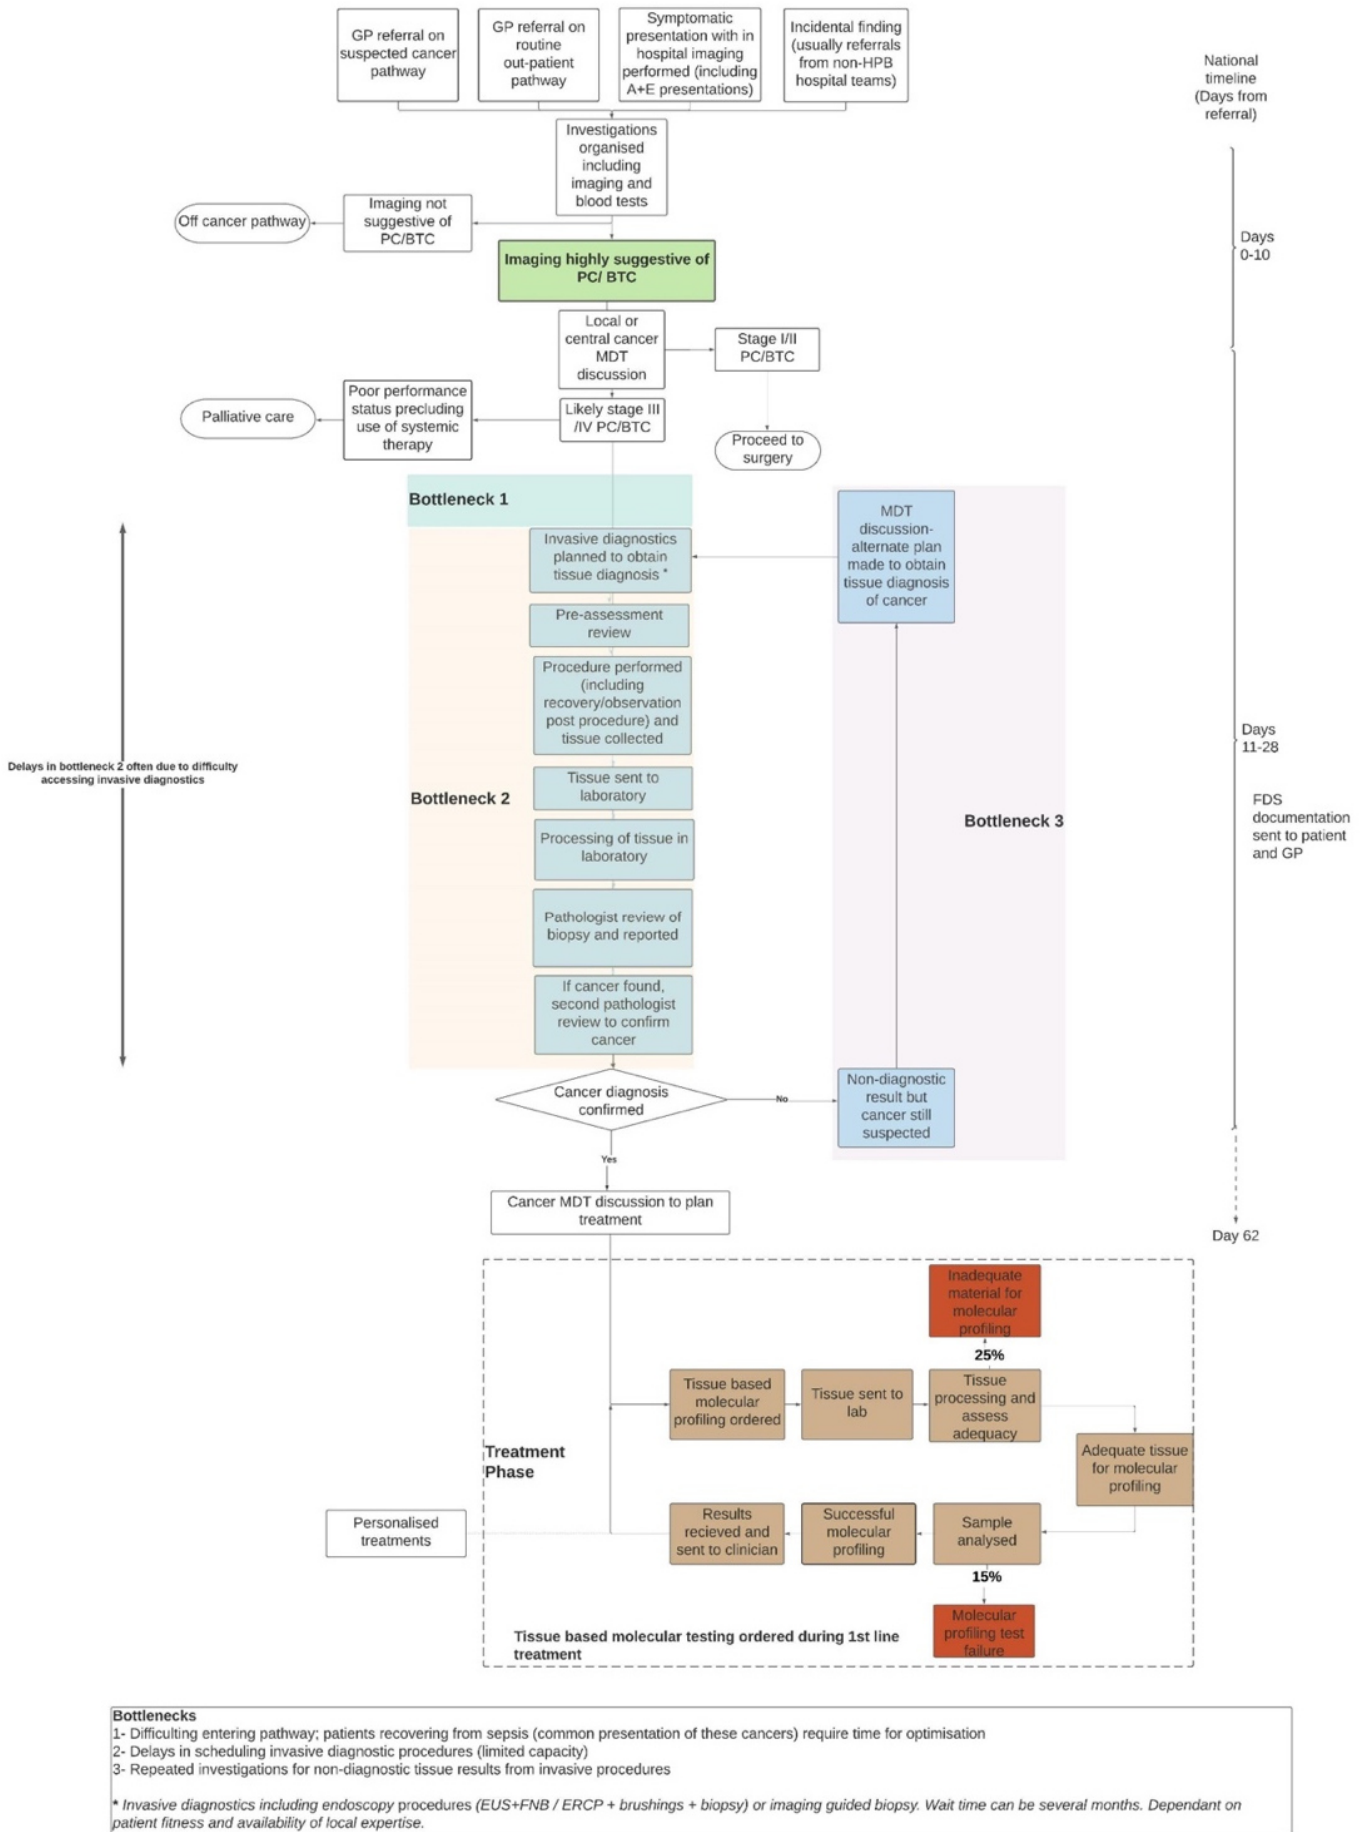 GP referral on
suspected cancer
pathway
GP referral on
routine
out-patient
pathway
Symptomatic
presentation with in
hospital imaging
performed (including
A+E presentations)
Incidental finding
(usually referrals
from non-HPB
hospital teams)
National
timeline
(Days from
referral)
Investigations
organised
including
imaging and
blood tests
Off cancer pathway
Imaging not
suggestive of
PC/BTC
Days
0-10
Imaging highly suggestive of
PC/ BTC
Local or
central cancer
MDT
discussion
Stage I/II
PC/BTC
Palliative care
Poor performance
status precluding
use of systemic
therapy
Likely stage III
/IV PC/BTC
Proceed to
surgery
Bottleneck 1
MDT
discussion-
alternate plan
made to obtain
tissue diagnosis
of cancer
Invasive diagnostics
planned to obtain
tissue diagnosis *
Pre-assessment
review
Procedure performed
(including
recovery/observation
post procedure) and
tissue collected
Days
11-28
Delays in bottleneck 2 often due to difficulty
accessing invasive diagnostics
Bottleneck 2
Tissue sent to
laboratory
Bottleneck 3
FDS
documentation
sent to patient
and GP
Processing of tissue in
laboratory
Pathologist review of
biopsy and reported
If cancer found,
second pathologist
review to confirm
cancer
Cancer diagnosis
confirmed
No
Non-diagnostic
result but
cancer still
suspected
Yes
Cancer MDT discussion to plan
treatment
Day 62
Inadequate
material for
molecular
profiling
25%
Tissue based
molecular
profiling ordered
Tissue sent to
lab
Tissue
processing and
assess
adequacy
Treatment
Phase
Adequate tissue
for molecular
profiling
Personalised
treatments
Results
recieved and
sent to clinician
Successful
molecular
profiling
Sample
analysed
15%
Molecular
profiling test
failure
Tissue based molecular testing ordered during 1st line
treatment
Bottlenecks
1- Difficulting entering pathway; patients recovering from sepsis (common presentation of these cancers) require time for optimisation
2- Delays in scheduling invasive diagnostic procedures (limited capacity)
3- Repeated investigations for non-diagnostic tissue results from invasive procedures
* Invasive diagnostics including endoscopy procedures (EUS+FNB / ERCP + brushings + biopsy) or imaging guided biopsy. Wait time can be several months. Dependant on
patient fitness and availability of local expertise.